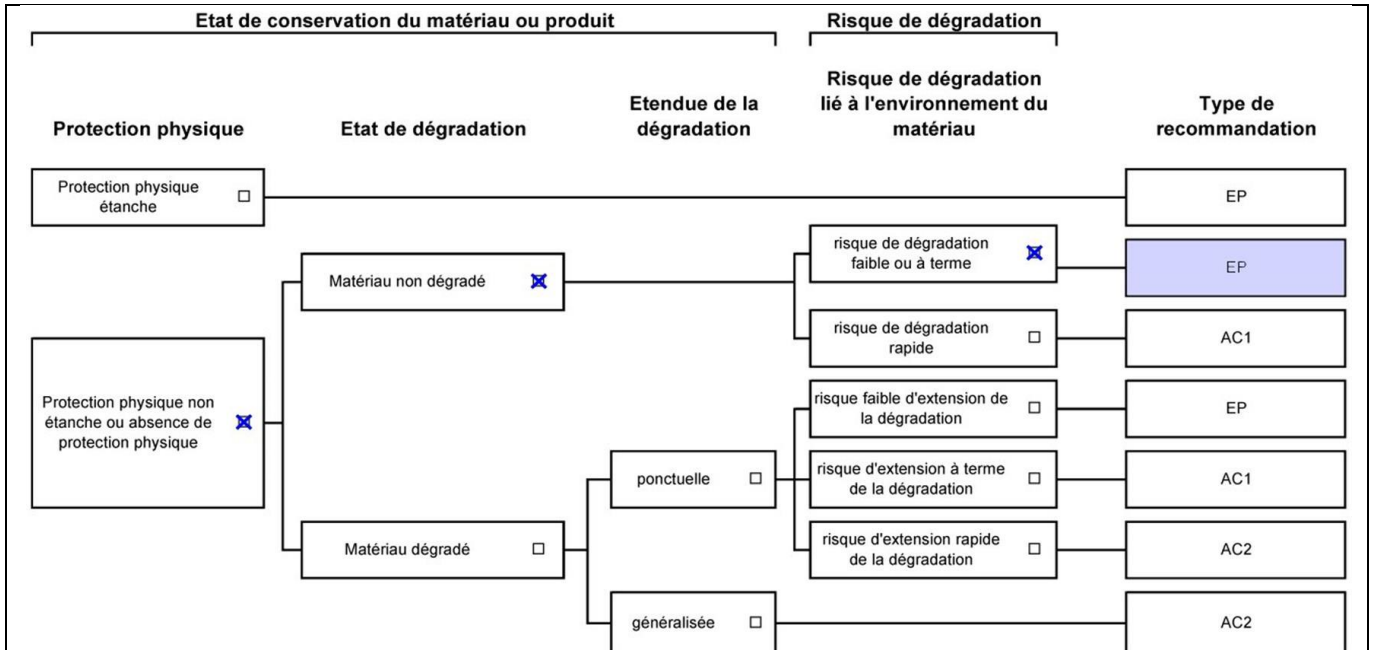 Etat de conservation du matériau ou produit
Risque de dégradation
Protection physique
Etat de dégradation
Etendue de la
dégradation
Risque de dégradation
lié à l'environnement du
matériau
Type de
recommandation
Protection physique
étanche
EP
risque de dégradation
faible ou à terme
EP
Matériau non dégradé
risque de dégradation
rapide
AC1
Protection physique non
étanche ou absence de
protection physique
risque faible d'extension de
la dégradation
EP
ponctuelle
risque d'extension à terme
de la dégradation
AC1
Matériau dégradé
risque d'extension rapide
de la dégradation
AC2
généralisée
AC2